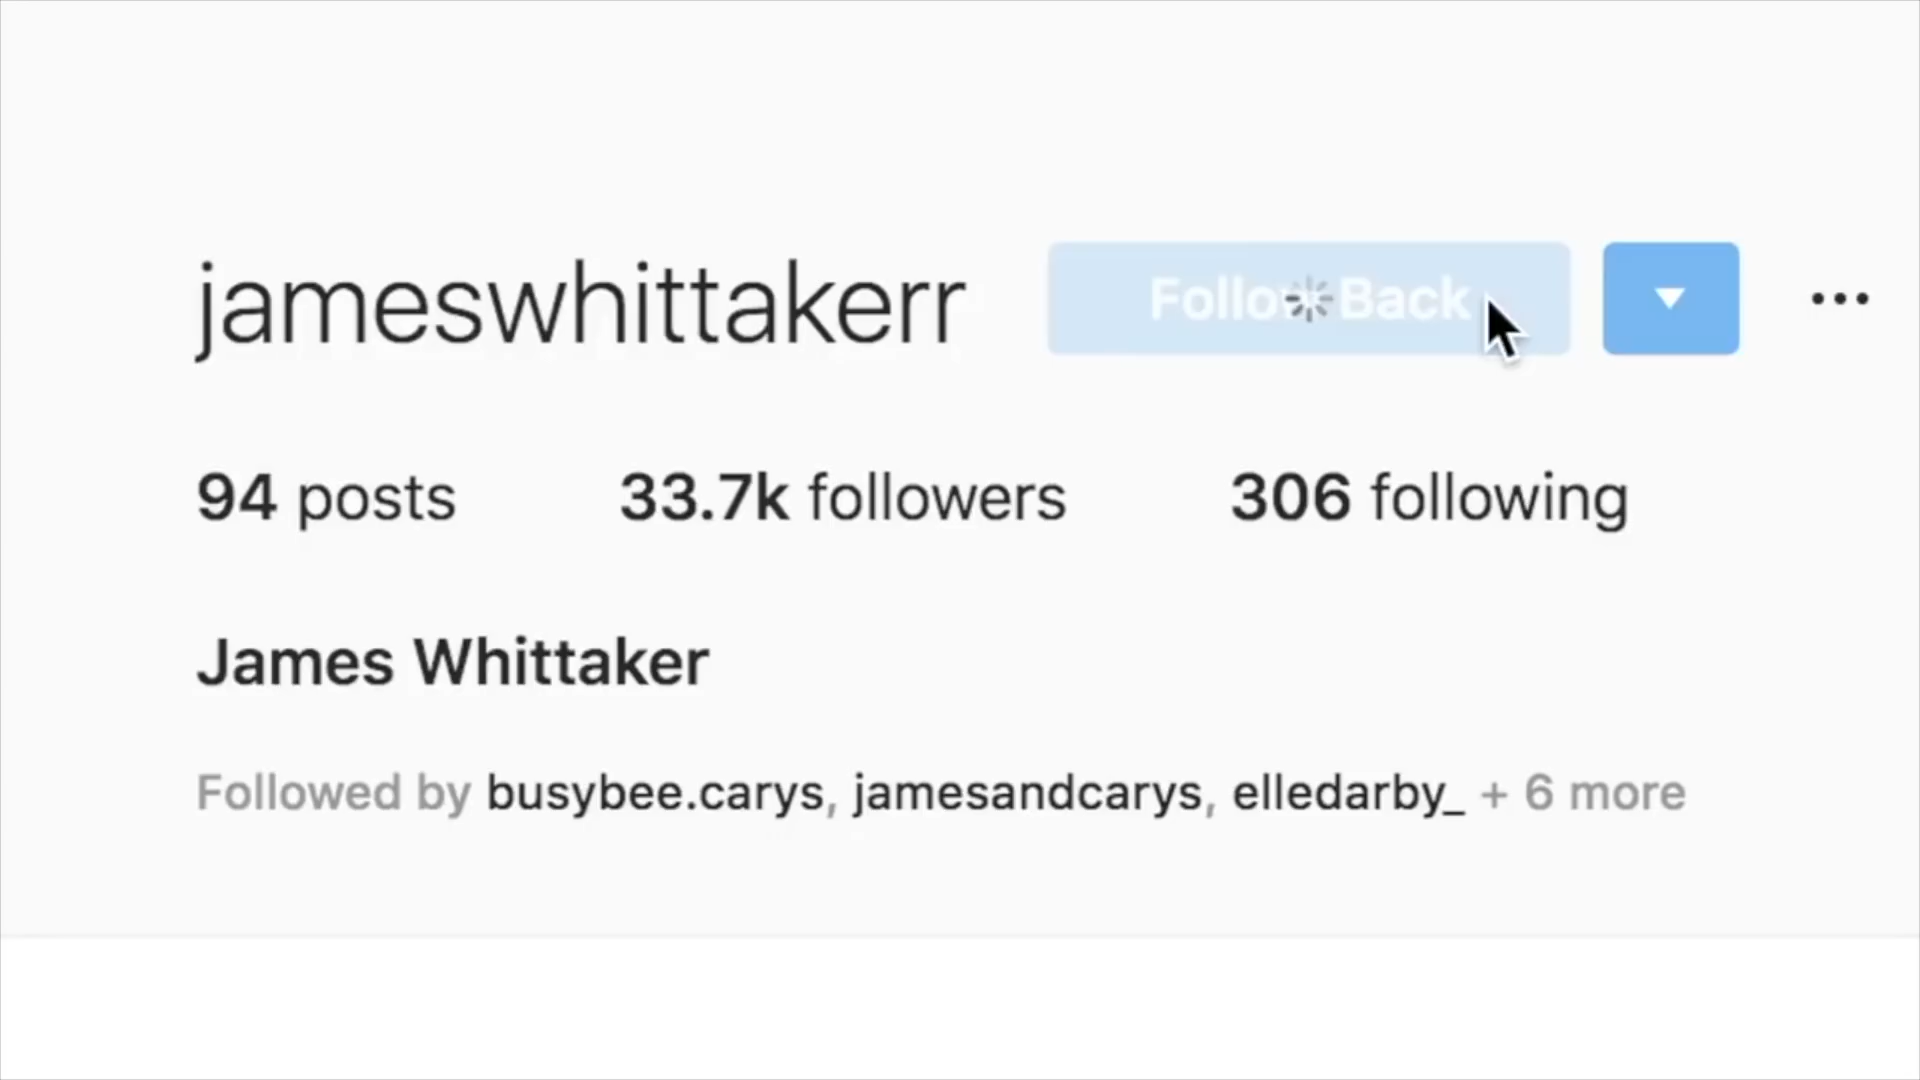 jameswhittakerr Follow Back
94 posts 33.7k followers 306 following
James Whittaker
Followed by busybee.carys, jamesandcarys, elledarby_ + 6 more